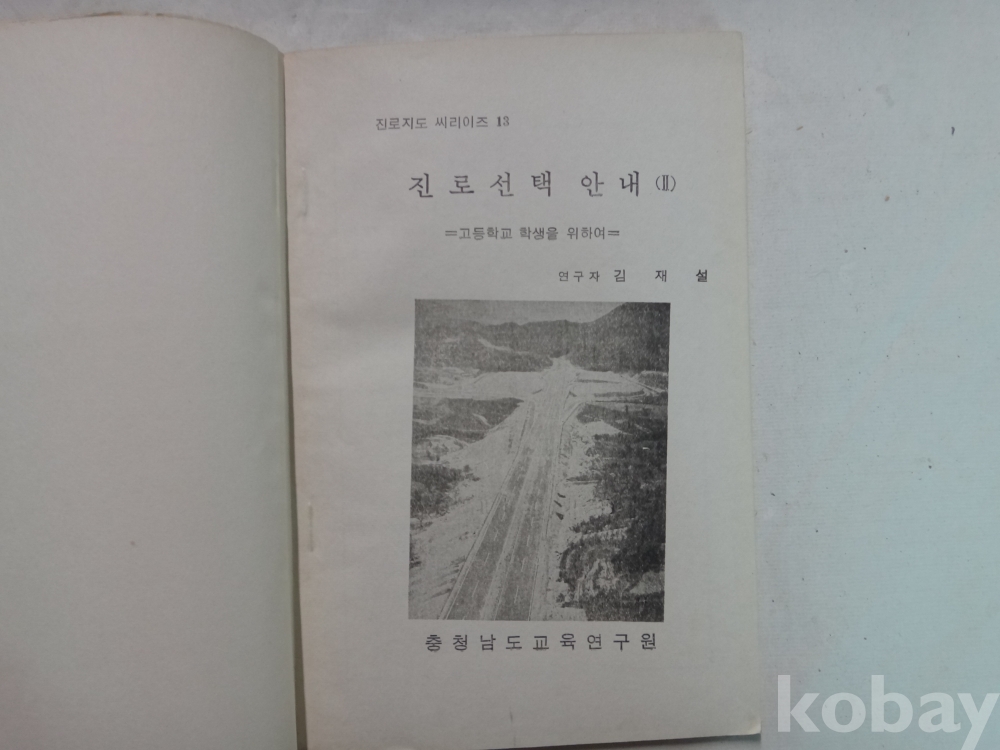 진로지도 씨리이즈 13
진로선택 안내(Ⅱ)
=고등학교 학생을 위하여=
연구자 김재설
충청남도교육연구원
kobay